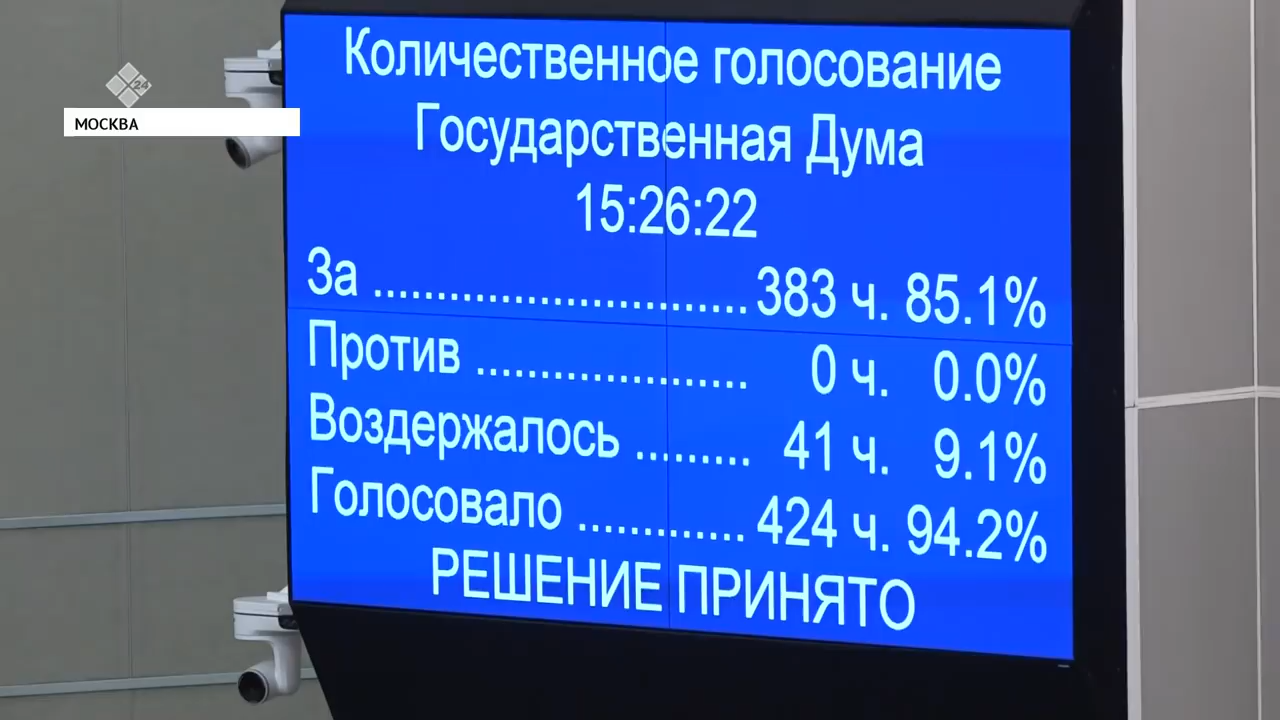 МОСКВА
Количественное голосование
Государственная Дума
15:26:22
За ............................. 383 ч. 85.1%
Против ..................... 0 ч. 0.0%
Воздержалось ......... 41 ч. 9.1%
Голосовало ............. 424 ч. 94.2%
РЕШЕНИЕ ПРИНЯТО